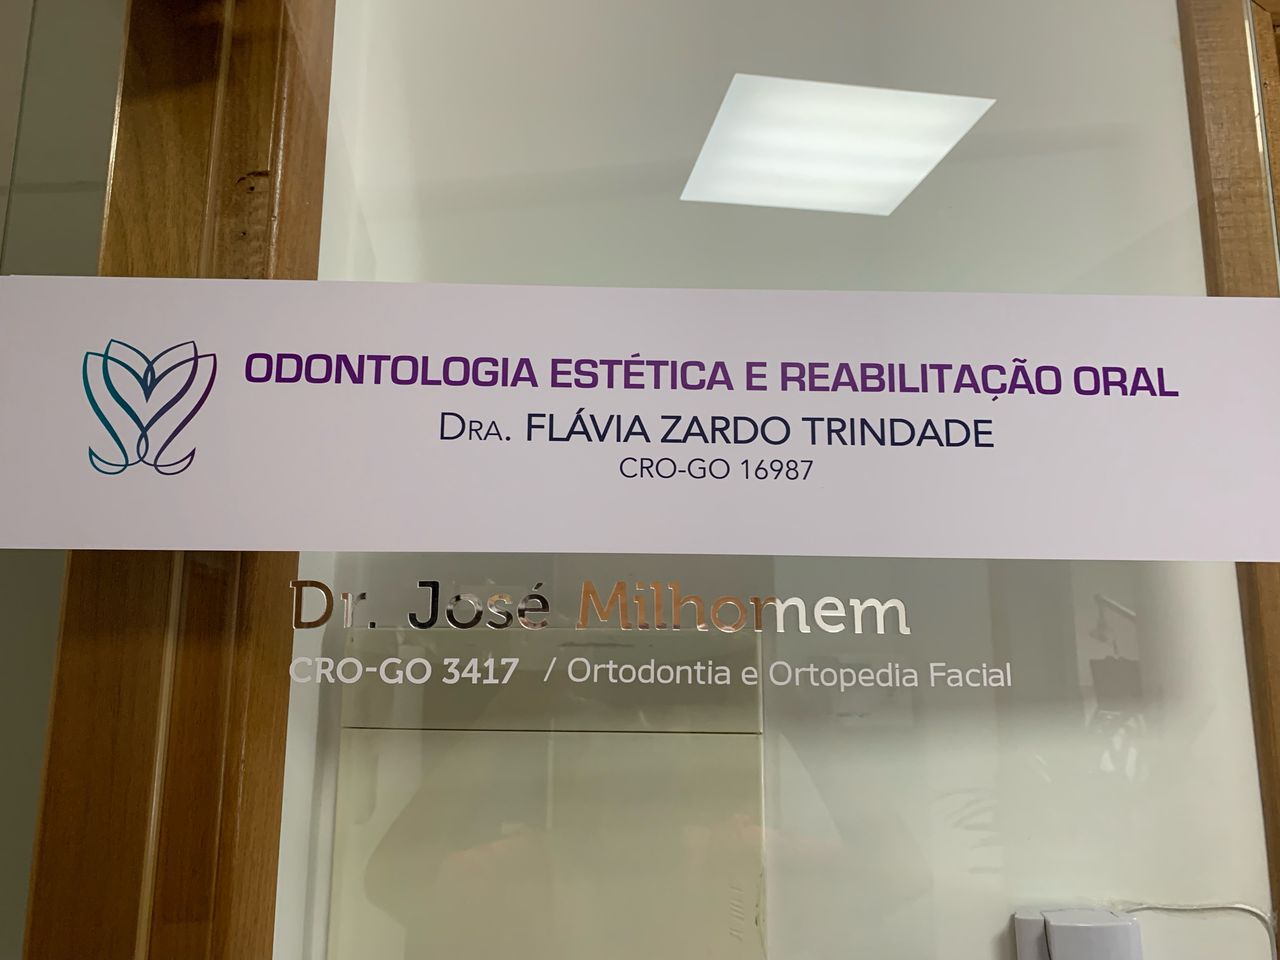 ODONTOLOGIA ESTÉTICA E REABILITAÇÃO ORAL
DRA. FLÁVIA ZARDO TRINDADE
CRO-GO 16987
Dr. José Milhomem
CRO-GO 3417 / Ortodontia e Ortopedia Facial